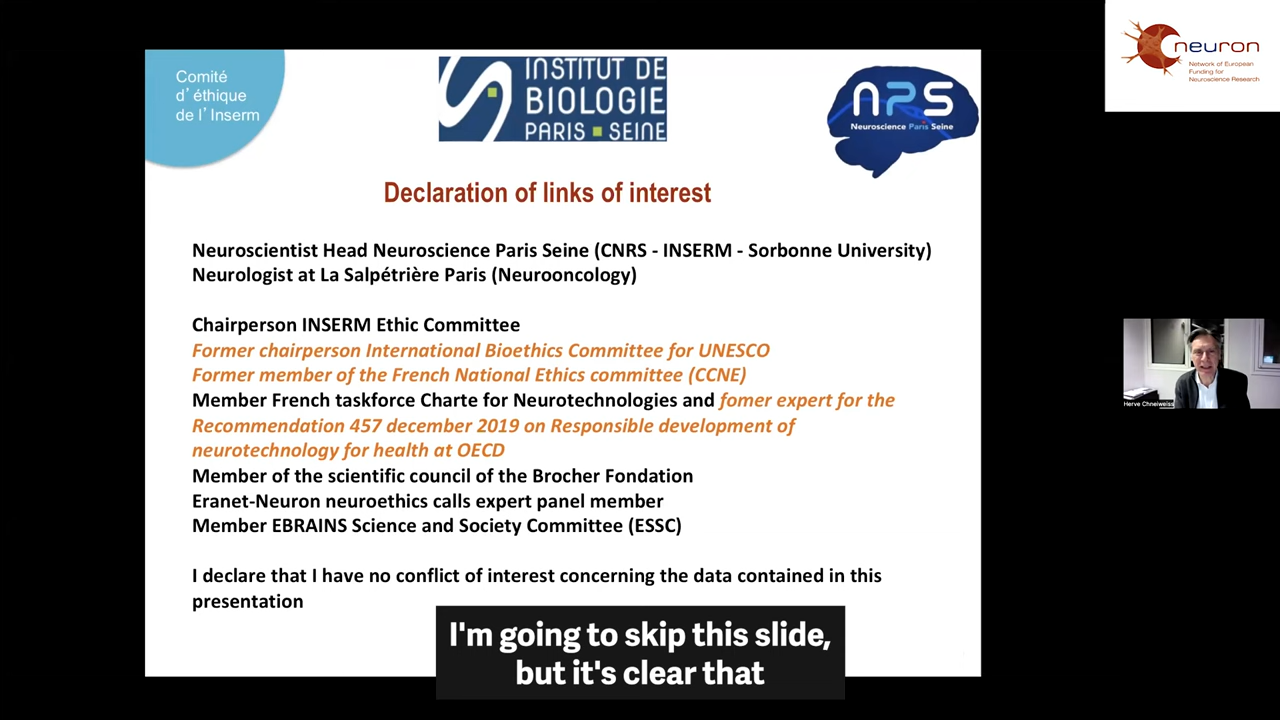 Comité
d'éthique
de l'Inserm
INSTITUT DE
BIOLOGIE
PARIS SEINE
NPS
Neuroscience Paris Seine
neuron
Network of European
Funding for
Neuroscience Research
Declaration of links of interest
Neuroscientist Head Neuroscience Paris Seine (CNRS - INSERM - Sorbonne University)
Neurologist at La Salpétrière Paris (Neurooncology)
Chairperson INSERM Ethic Committee
Former chairperson International Bioethics Committee for UNESCO
Former member of the French National Ethics committee (CCNE)
Member French taskforce Charte for Neurotechnologies and fomer expert for the
Recommendation 457 december 2019 on Responsible development of
neurotechnology for health at OECD
Member of the scientific council of the Brocher Fondation
Eranet-Neuron neuroethics calls expert panel member
Member EBRAINS Science and Society Committee (ESSC)
I declare that I have no conflict of interest concerning the data contained in this
presentation
Herve Chneiweiss
I'm going to skip this slide,
but it's clear that